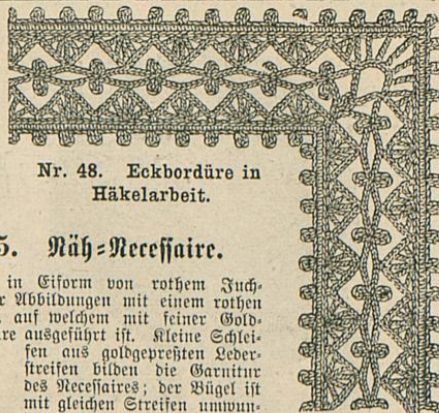 Nr. 48. Eckbordüre in
Häkelarbeit.
5. Näh-Necessaire.
in Eiform von rothem Juch-
r Abbildungen mit einem rothen
auf welchem mit feiner Gold-
re ausgeführt ist. Kleine Schlei-
fen aus goldgepreßten Leder-
streifen bilden die Garnitur
des Necessaires; der Bügel ist
mit gleichen Streifen umwun-